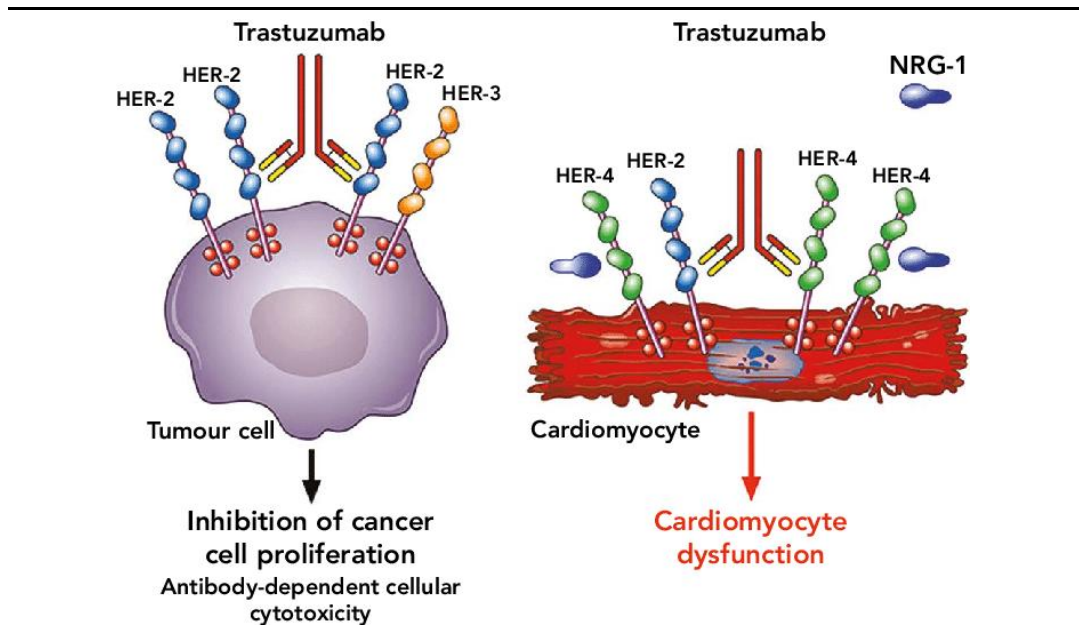 Trastuzumab
HER-2
HER-2
HER-2
HER-3
Tumour cell
Inhibition of cancer
cell proliferation
Antibody-dependent cellular
cytotoxicity
Trastuzumab
NRG-1
HER-4
HER-2
HER-4
HER-4
Cardiomyocyte
Cardiomyocyte
dysfunction